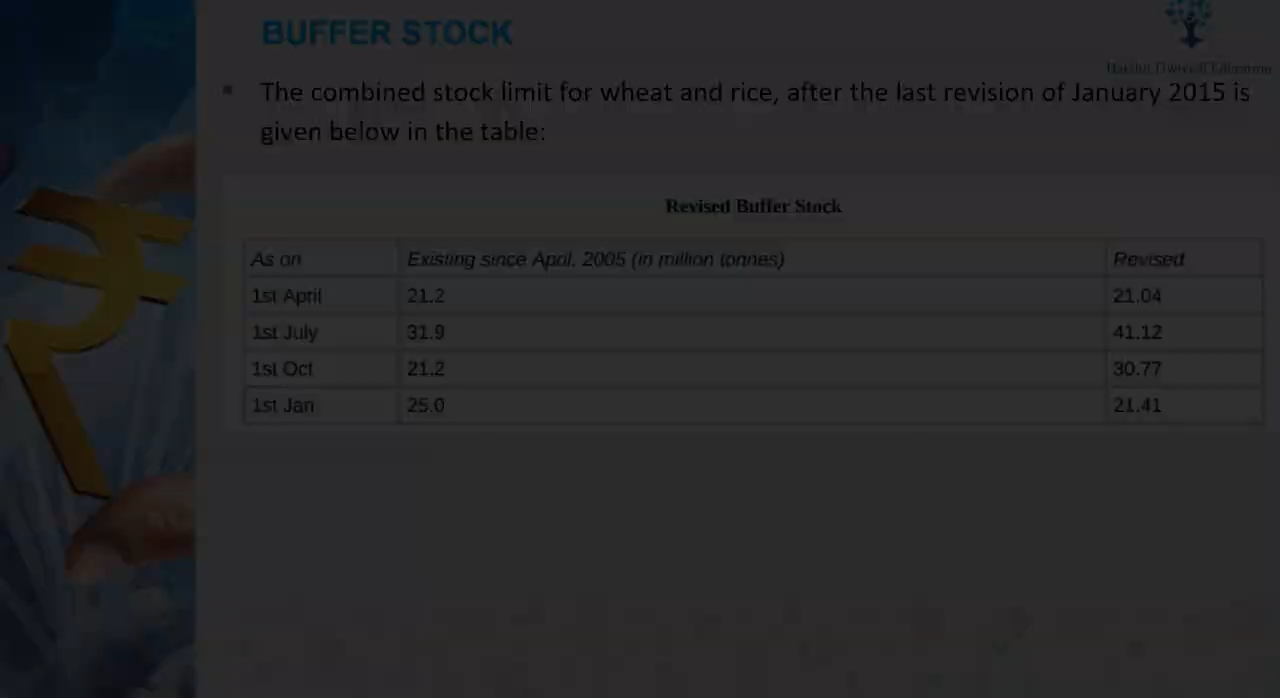 BUFFER STOCK
▪ The combined stock limit for wheat and rice, after the last revision of January 2015 is
given below in the table:
Revised Buffer Stock
As on Existing since April, 2005 (in million tonnes) Revised
1st April 21.2 21.04
1st July 31.9 41.12
1st Oct 21.2 30.77
1st Jan 25.0 21.41